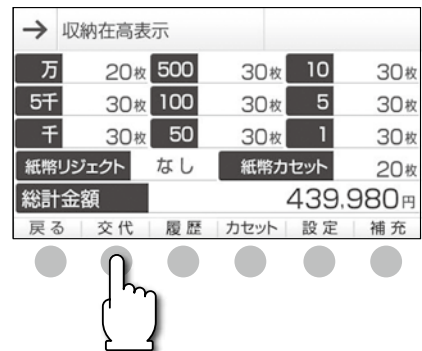 → 収納在高表示
万 20枚 500 30枚 10 30枚
5千 30枚 100 30枚 5 30枚
千 30枚 50 30枚 1 30枚
紙幣リジェクト なし 紙幣カセット 20枚
総計金額 439,980円
戻る 交代 履歴 カセット 設定 補充